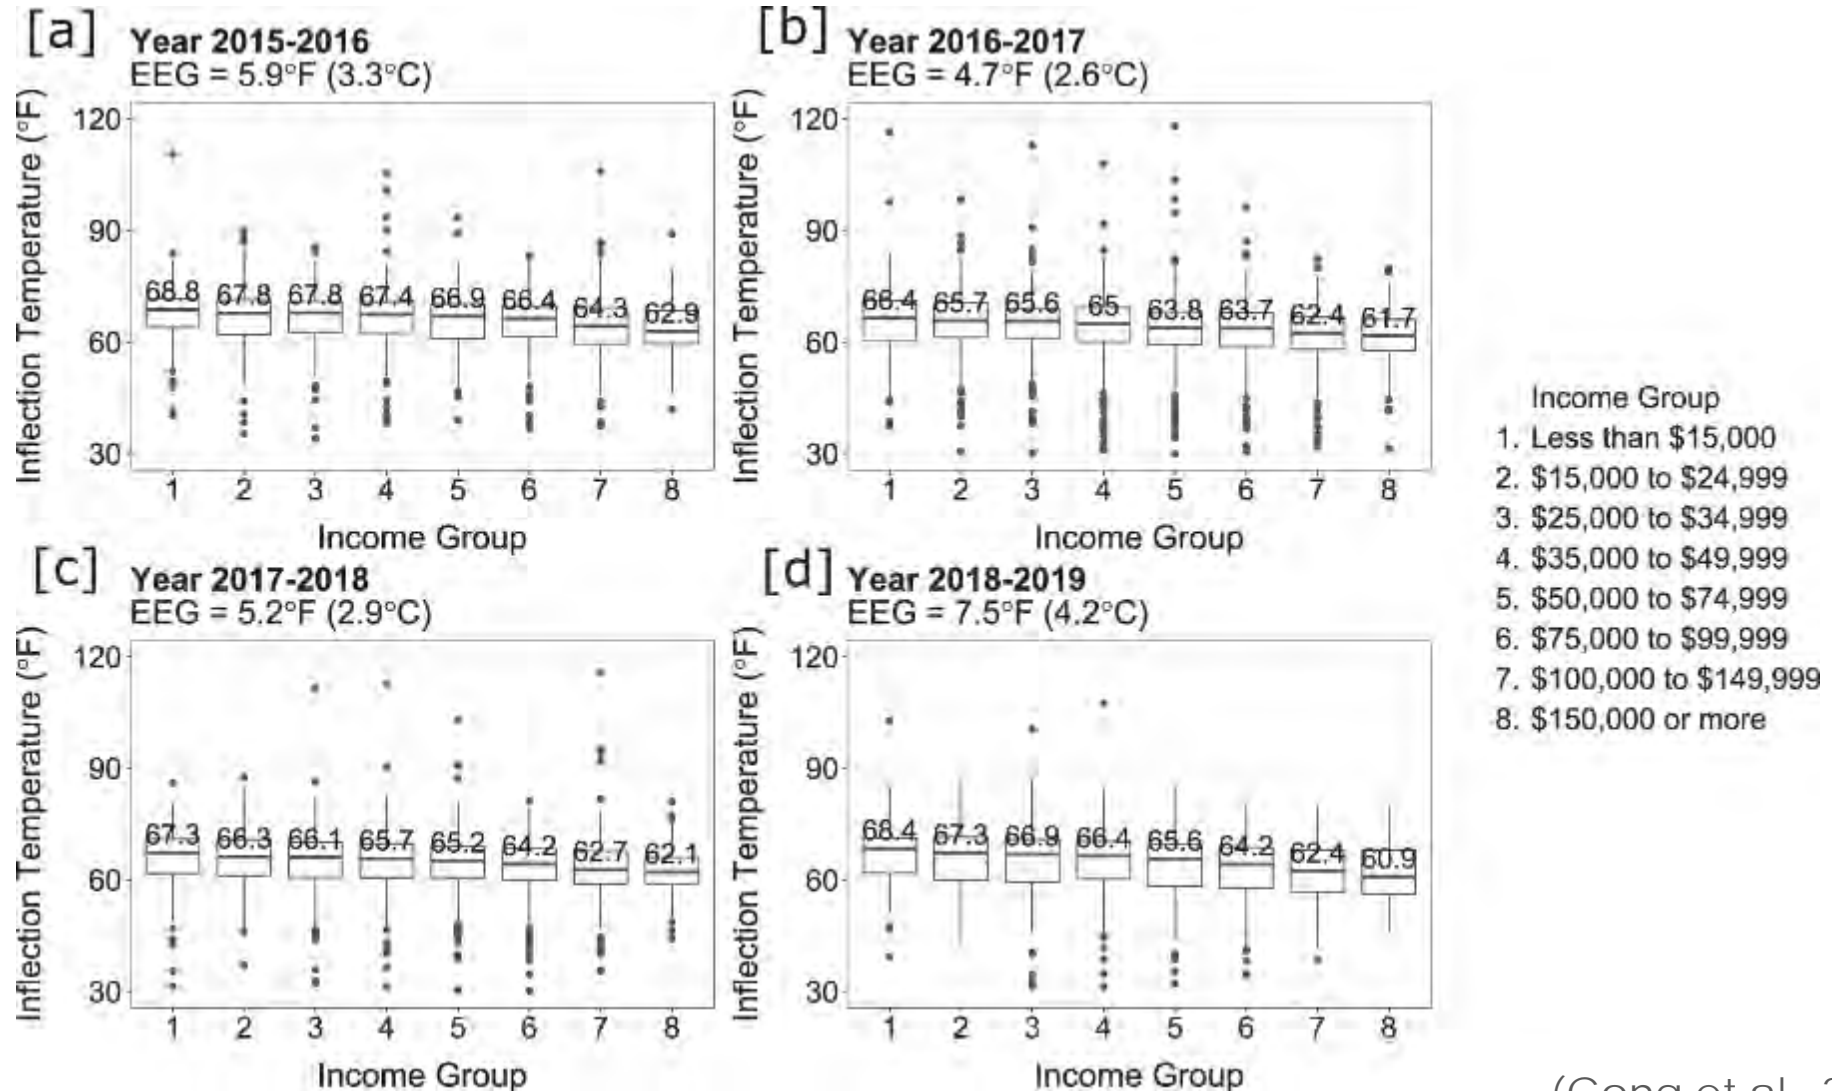 [a] Year 2015-2016
EEG = 5.9°F (3.3°C)
Inflection Temperature (°F)
120
90
60
30
68.8 67.8 67.8 67.4 66.9 66.4 64.3 62.9
1 2 3 4 5 6 7 8
Income Group
[b] Year 2016-2017
EEG = 4.7°F (2.6°C)
Inflection Temperature (°F)
120
90
60
30
66.4 65.7 65.6 65 63.8 63.7 62.4 61.7
1 2 3 4 5 6 7 8
Income Group
[c] Year 2017-2018
EEG = 5.2°F (2.9°C)
Inflection Temperature (°F)
120
90
60
30
67.3 66.3 66.1 65.7 65.2 64.2 62.7 62.1
1 2 3 4 5 6 7 8
Income Group
[d] Year 2018-2019
EEG = 7.5°F (4.2°C)
Inflection Temperature (°F)
120
90
60
30
68.4 67.3 66.9 66.4 65.6 64.2 62.4 60.9
1 2 3 4 5 6 7 8
Income Group
Income Group
1. Less than $15,000
2. $15,000 to $24,999
3. $25,000 to $34,999
4. $35,000 to $49,999
5. $50,000 to $74,999
6. $75,000 to $99,999
7. $100,000 to $149,999
8. $150,000 or more